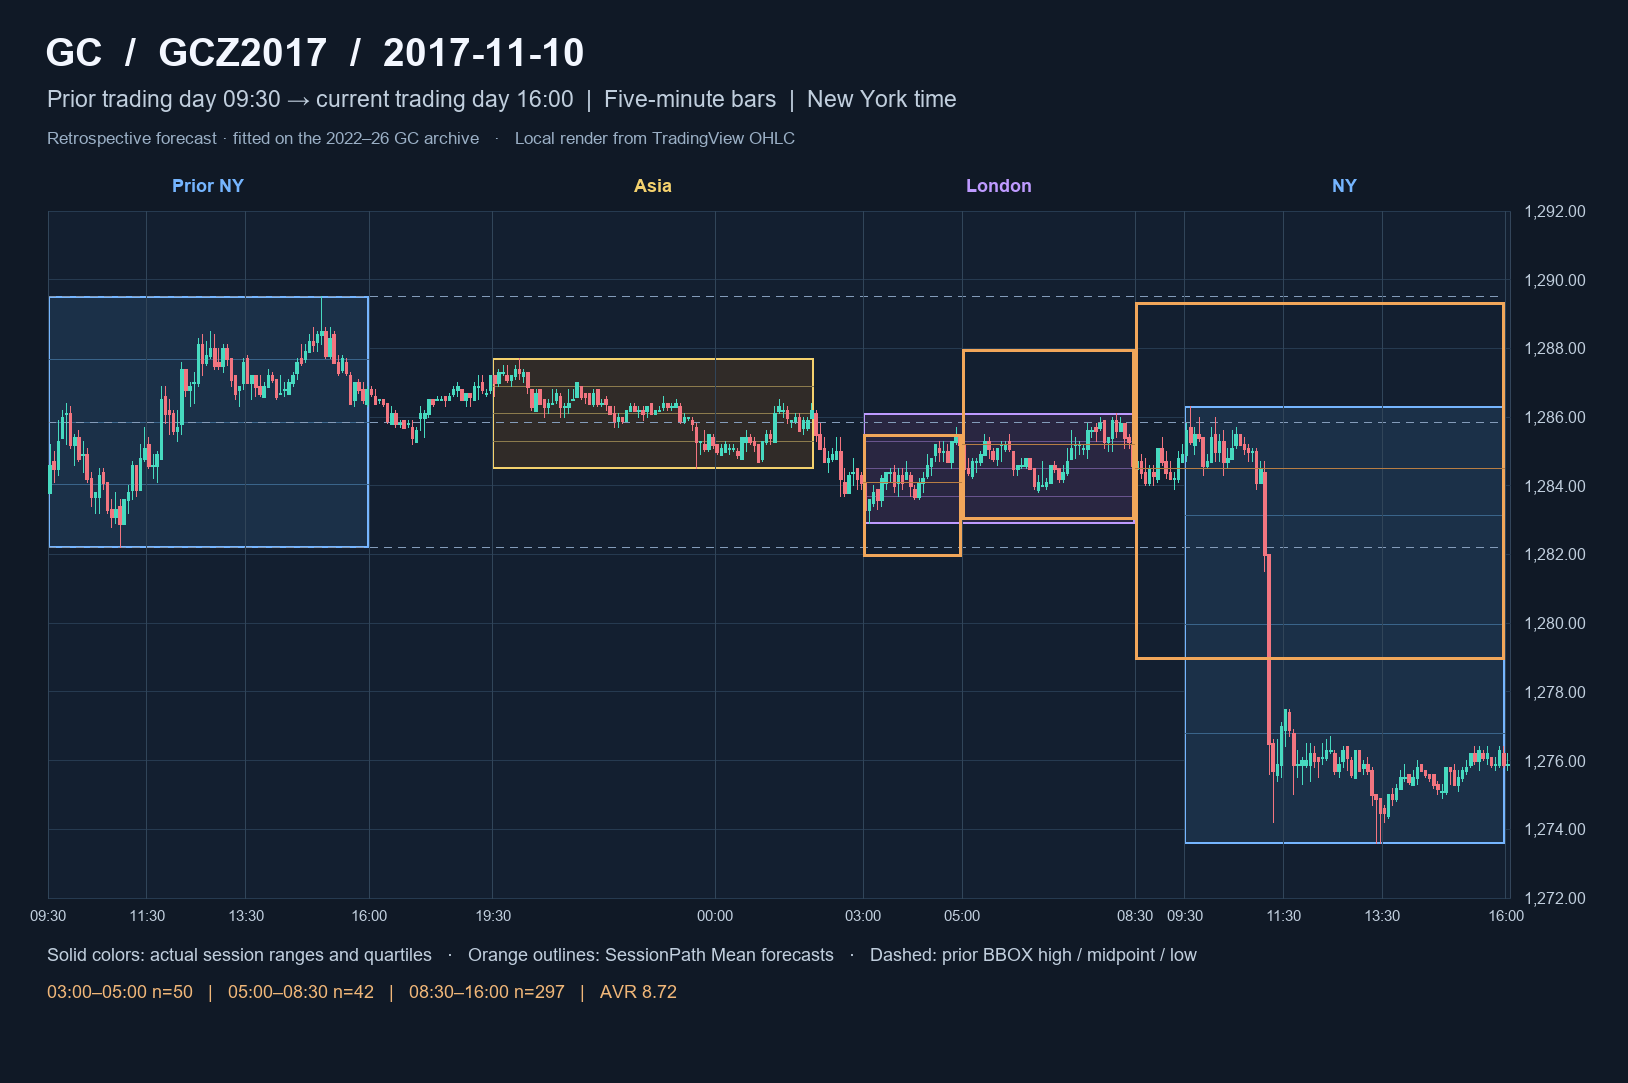 GC / GCZ2017 / 2017-11-10
Prior trading day 09:30 → current trading day 16:00 | Five-minute bars | New York time
Retrospective forecast · fitted on the 2022–26 GC archive · Local render from TradingView OHLC
Prior NY Asia London NY
1,292.00
1,290.00
1,288.00
1,286.00
1,284.00
1,282.00
1,280.00
1,278.00
1,276.00
1,274.00
1,272.00
09:30 11:30 13:30 16:00 19:30 00:00 03:00 05:00 08:30 09:30 11:30 13:30 16:00
Solid colors: actual session ranges and quartiles · Orange outlines: SessionPath Mean forecasts · Dashed: prior BBOX high / midpoint / low
03:00–05:00 n=50 | 05:00–08:30 n=42 | 08:30–16:00 n=297 | AVR 8.72